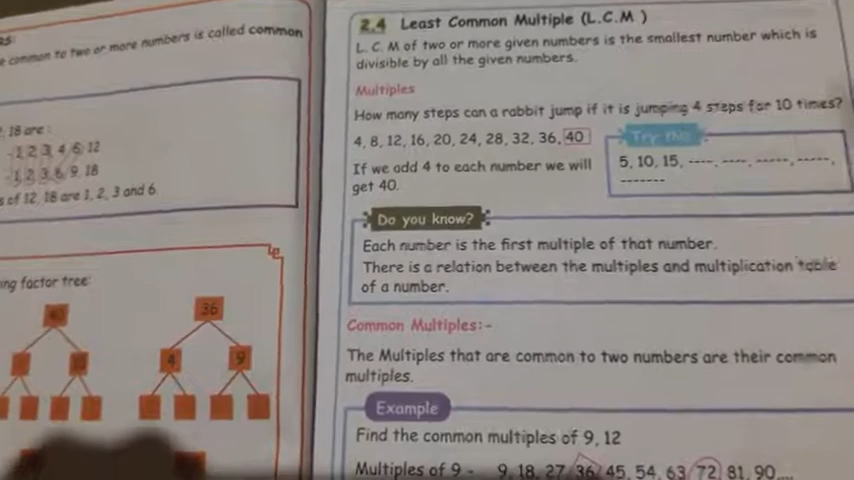 e common to two or more numbers is called common
18 are :
1, 2, 3, 4, 6, 12
1, 2, 3, 6, 9, 18
s of 12, 18 are 1, 2, 3 and 6.
ing factor tree:
40
10
36
4
9
2.4 Least Common Multiple (L.C.M )
L. C. M of two or more given numbers is the smallest number which is
divisible by all the given numbers.
Multiples
How many steps can a rabbit jump if it is jumping 4 steps for 10 times?
4, 8, 12, 16, 20, 24, 28, 32, 36, 40
If we add 4 to each number we will
get 40.
Try this
5, 10, 15, ----, ----, -----, -----,
-------
Do you know?
Each number is the first multiple of that number.
There is a relation between the multiples and multiplication table
of a number.
Common Multiples:-
The Multiples that are common to two numbers are their common
multiples.
Example
Find the common multiples of 9, 12
Multiples of 9 - 9, 18, 27, 36, 45, 54, 63, 72, 81, 90....